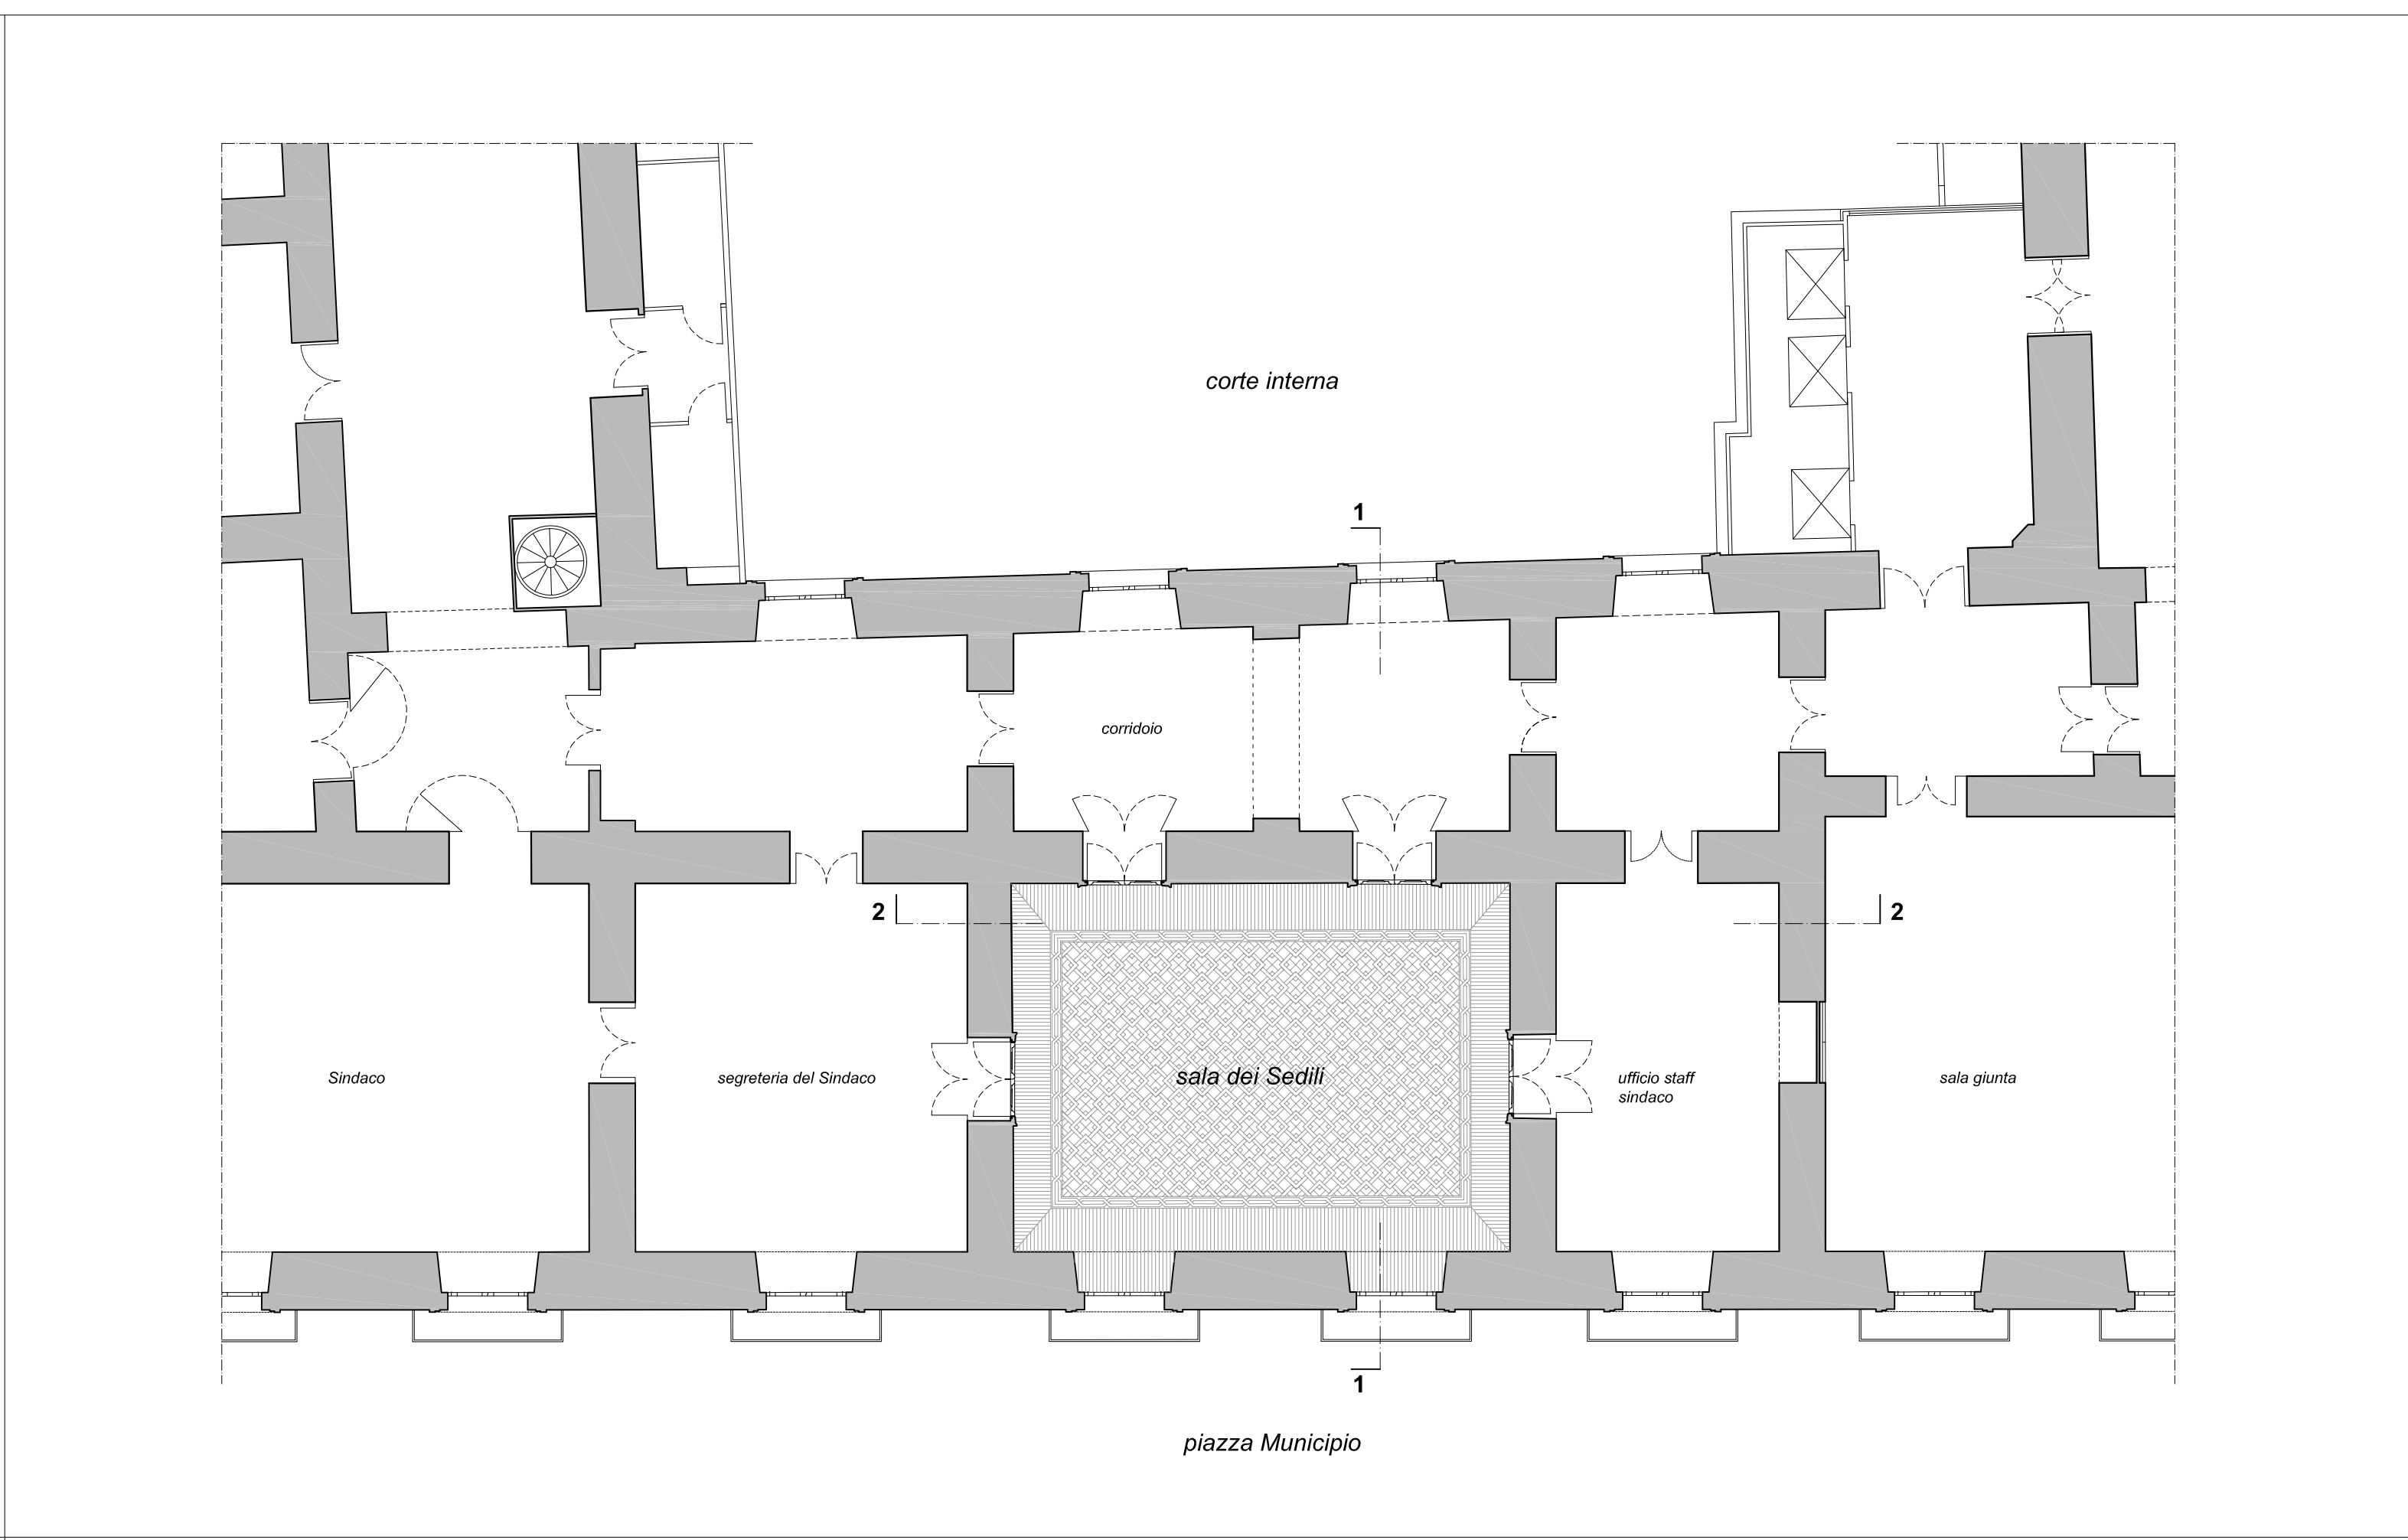 corte interna
1
corridoio
2
2
Sindaco
segreteria del Sindaco
sala dei Sedili
ufficio staff
sindaco
sala giunta
1
piazza Municipio